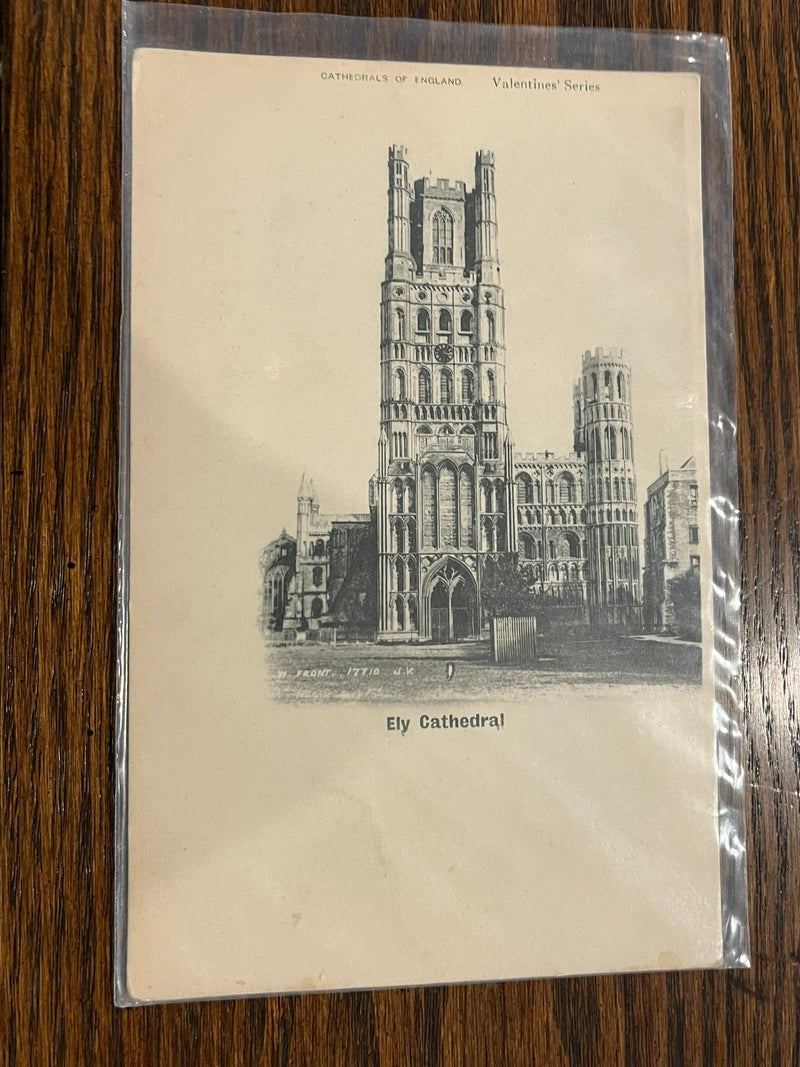 CATHEDRALS OF ENGLAND. Valentines' Series
W. FRONT. 17710 J.V.
Ely Cathedral